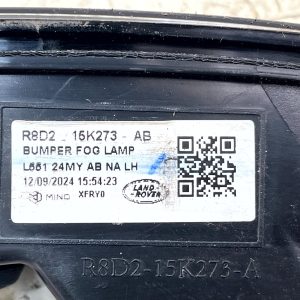 R8D2 - 15K273 - AB
BUMPER FOG LAMP
L551 24MY AB NA LH
12/09/2024 15:54:23
MIND XFRY0
LAND-
ROVER
R8D2-15K273-A